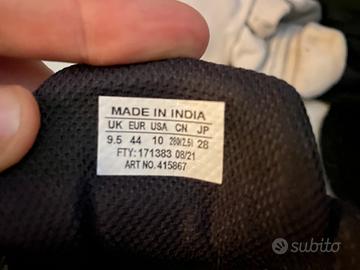 MADE IN INDIA
UK EUR USA CN JP
9.5 44 10 280(2.5) 28
FTY: 171383 08/21
ART NO. 415867
subito